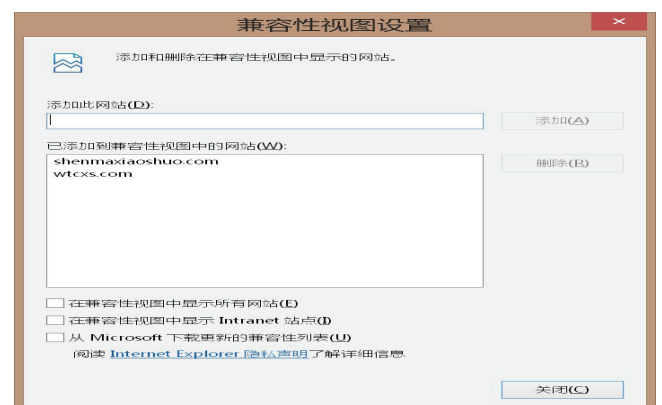 兼容性视图设置
添加和删除在兼容性视图中显示的网站。
添加此网站(D):
添加(A)
已添加到兼容性视图中的网站(W):
shenmaxiaoshuo.com
删除(R)
wtcxs.com
在兼容性视图中显示所有网站(E)
在兼容性视图中显示 Intranet 站点(I)
从 Microsoft 下载更新的兼容性列表(U)
阅读 Internet Explorer 隐私声明了解详细信息
关闭(C)